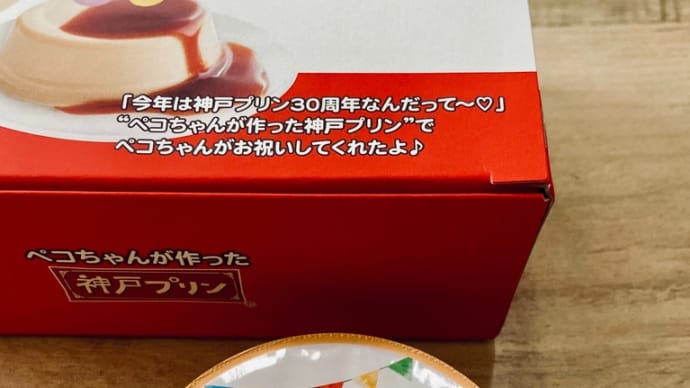 「今年は神戸プリン30周年なんだって〜♡」
“ペコちゃんが作った神戸プリン”で
ペコちゃんがお祝いしてくれたよ♪
ペコちゃんが作った
神戸プリン